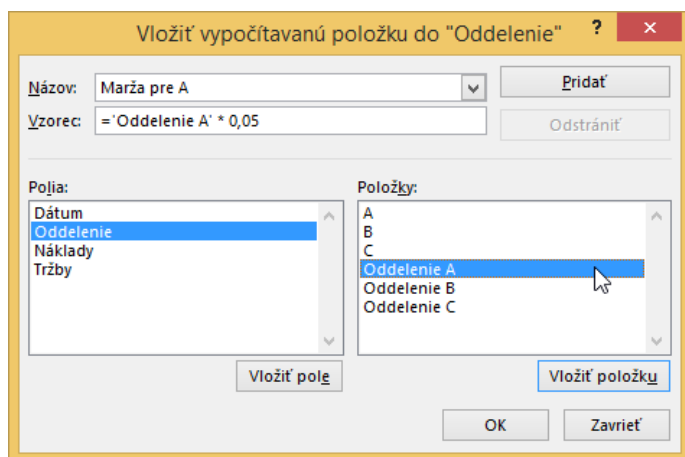 Vložiť vypočítavanú položku do "Oddelenie" ? ×
Názov: Marža pre A Pridať
Vzorec: ='Oddelenie A' * 0,05 Odstrániť
Polia: Položky:
Dátum
Oddelenie
Náklady
Tržby
A
B
C
Oddelenie A
Oddelenie B
Oddelenie C
Vložiť pole Vložiť položku
OK Zavrieť